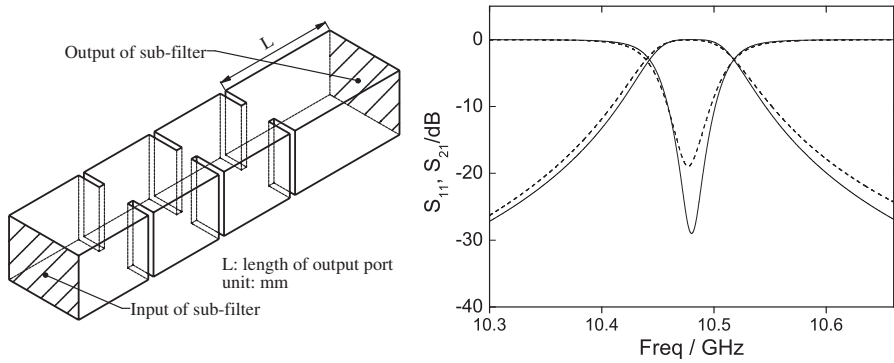 Output of sub-filter
L
L: length of output port
unit: mm
Input of sub-filter
S11, S21/dB
0
-10
-20
-30
-40
10.3
10.4
10.5
10.6
Freq / GHz